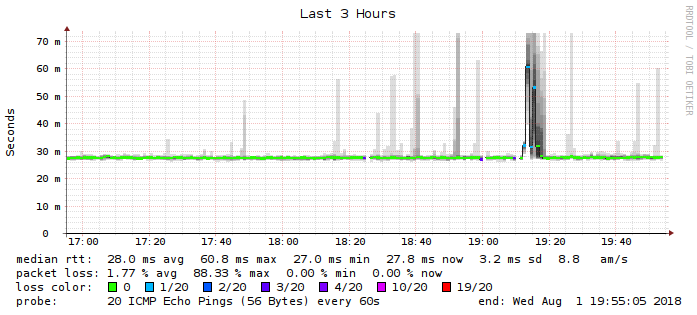 Last 3 Hours
RRDTOOL / TOBI OETIKER
Seconds
70 m
60 m
50 m
40 m
30 m
20 m
10 m
0
17:00 17:20 17:40 18:00 18:20 18:40 19:00 19:20 19:40
median rtt: 28.0 ms avg 60.8 ms max 27.0 ms min 27.8 ms now 3.2 ms sd 8.8 am/s
packet loss: 1.77 % avg 88.33 % max 0.00 % min 0.00 % now
loss color: 0 1/20 2/20 3/20 4/20 10/20 19/20
probe: 20 ICMP Echo Pings (56 Bytes) every 60s end: Wed Aug 1 19:55:05 2018